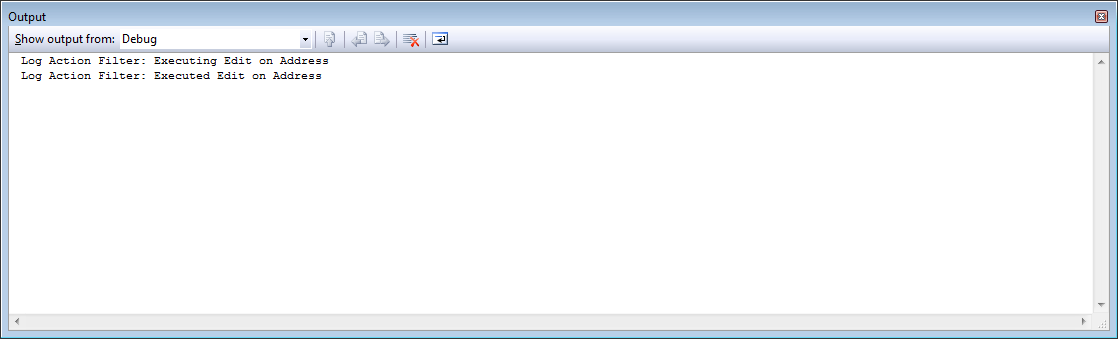 Output
Show output from: Debug
Log Action Filter: Executing Edit on Address
Log Action Filter: Executed Edit on Address